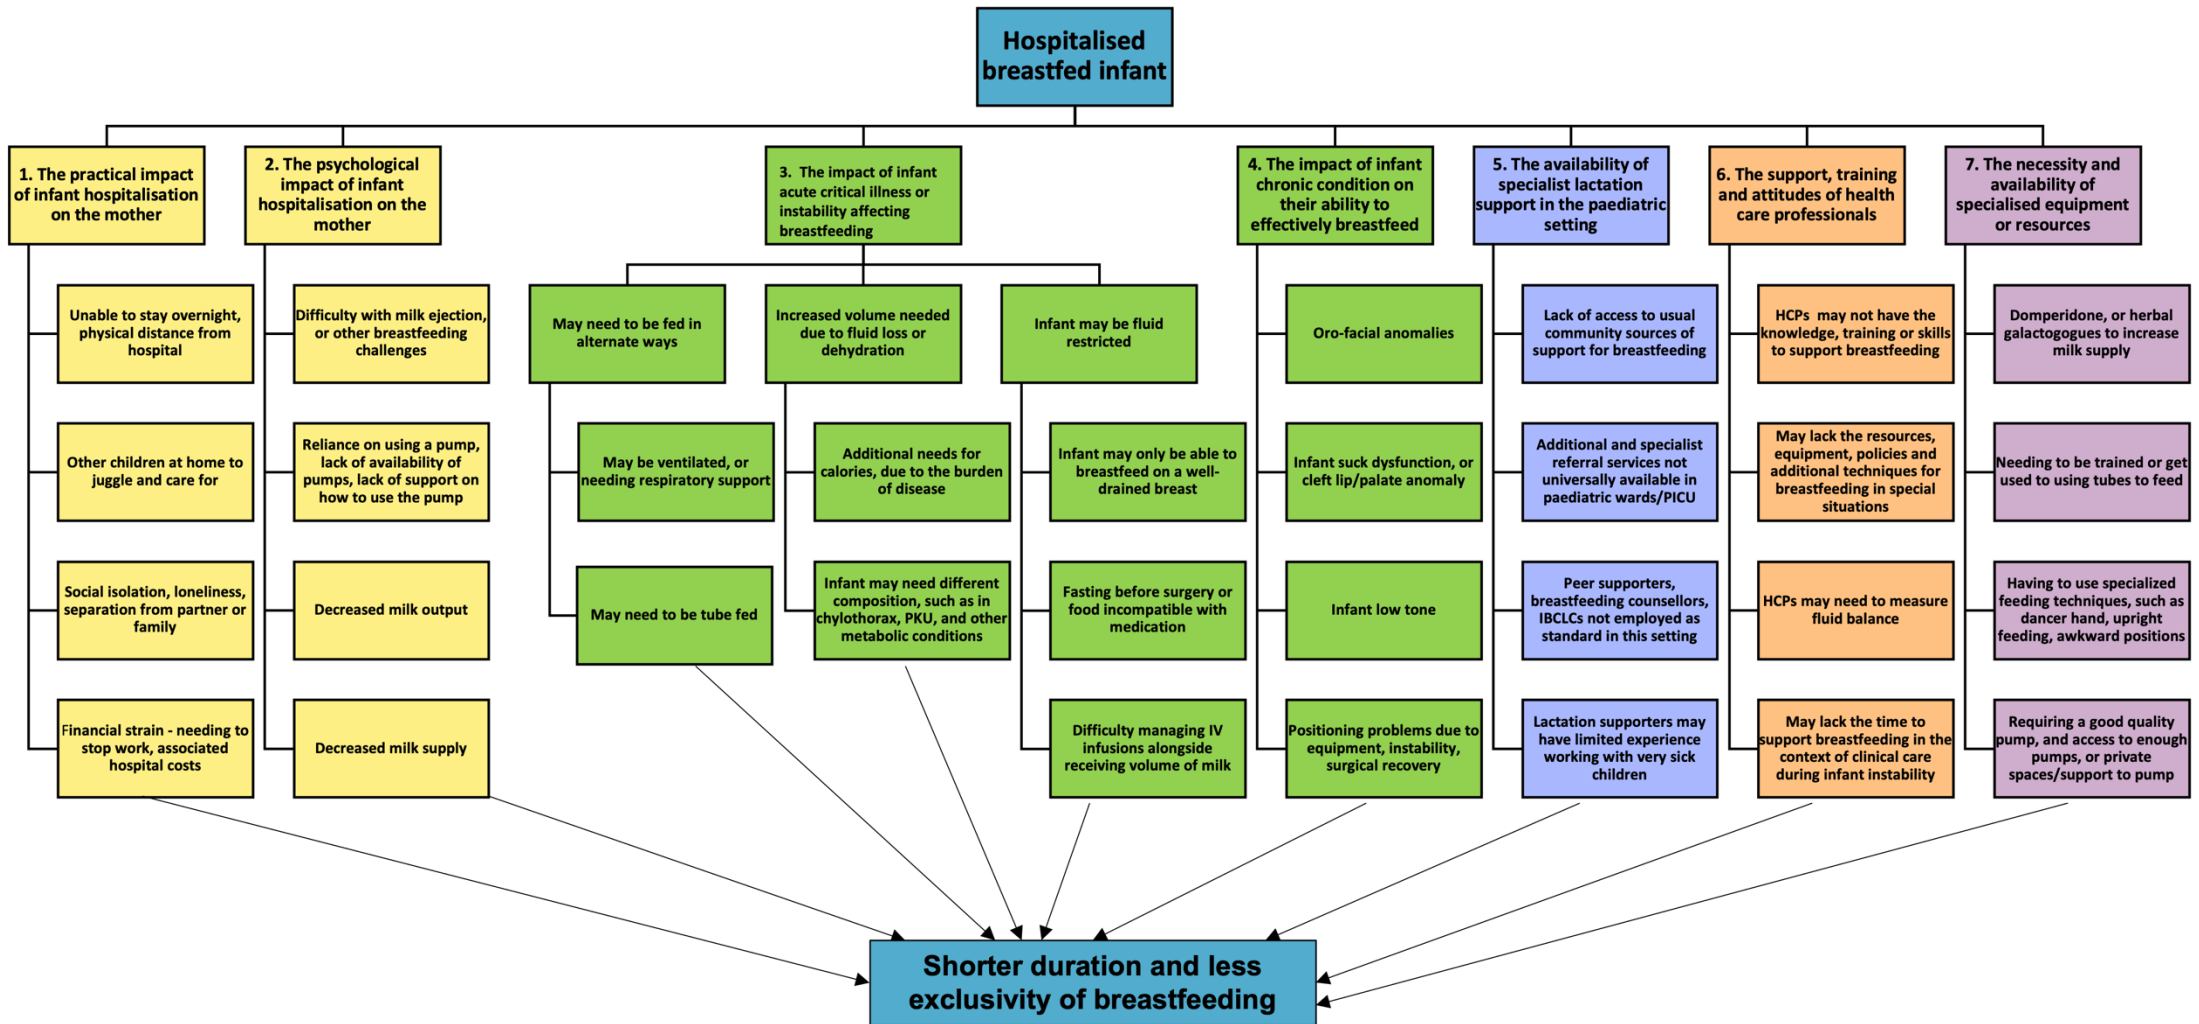 Hospitalised
breastfed infant
1. The practical impact
of infant hospitalisation
on the mother
2. The psychological
impact of infant
hospitalisation on the
mother
3. The impact of infant
acute critical illness or
instability affecting
breastfeeding
4. The impact of infant
chronic condition on
their ability to
effectively breastfeed
5. The availability of
specialist lactation
support in the paediatric
setting
6. The support, training
and attitudes of health
care professionals
7. The necessity and
availability of
specialised equipment
or resources
Unable to stay overnight,
physical distance from
hospital
Difficulty with milk ejection,
or other breastfeeding
challenges
May need to be fed in
alternate ways
Increased volume needed
due to fluid loss or
dehydration
Infant may be fluid
restricted
Oro-facial anomalies
Lack of access to usual
community sources of
support for breastfeeding
HCPs may not have the
knowledge, training or skills
to support breastfeeding
Domperidone, or herbal
galactogogues to increase
milk supply
Other children at home to
juggle and care for
Reliance on using a pump,
lack of availability of
pumps, lack of support on
how to use the pump
May be ventilated, or
needing respiratory support
Additional needs for
calories, due to the burden
of disease
Infant may only be able to
breastfeed on a well-
drained breast
Infant suck dysfunction, or
cleft lip/palate anomaly
Additional and specialist
referral services not
universally available in
paediatric wards/PICU
May lack the resources,
equipment, policies and
additional techniques for
breastfeeding in special
situations
Needing to be trained or get
used to using tubes to feed
Social isolation, loneliness,
separation from partner or
family
Decreased milk output
May need to be tube fed
Infant may need different
composition, such as in
chylothorax, PKU, and other
metabolic conditions
Fasting before surgery or
food incompatible with
medication
Infant low tone
Peer supporters,
breastfeeding counsellors,
IBCLCs not employed as
standard in this setting
HCPs may need to measure
fluid balance
Having to use specialized
feeding techniques, such as
dancer hand, upright
feeding, awkward positions
Financial strain - needing to
stop work, associated
hospital costs
Decreased milk supply
Difficulty managing IV
infusions alongside
receiving volume of milk
Positioning problems due to
equipment, instability,
surgical recovery
Lactation supporters may
have limited experience
working with very sick
children
May lack the time to
support breastfeeding in the
context of clinical care
during infant instability
Requiring a good quality
pump, and access to enough
pumps, or private
spaces/support to pump
Shorter duration and less
exclusivity of breastfeeding